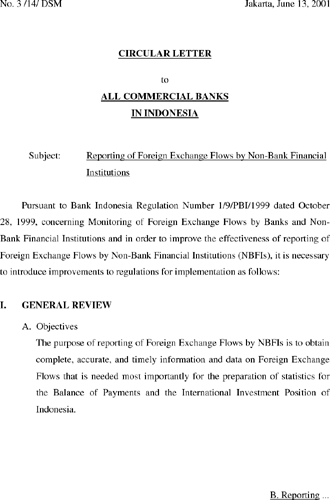 No. 3 /14/ DSM Jakarta, June 13, 2001
CIRCULAR LETTER
to
ALL COMMERCIAL BANKS
IN INDONESIA
Subject: Reporting of Foreign Exchange Flows by Non-Bank Financial
Institutions
Pursuant to Bank Indonesia Regulation Number 1/9/PBI/1999 dated October
28, 1999, concerning Monitoring of Foreign Exchange Flows by Banks and Non-
Bank Financial Institutions and in order to improve the effectiveness of reporting of
Foreign Exchange Flows by Non-Bank Financial Institutions (NBFIs), it is necessary
to introduce improvements to regulations for implementation as follows:
I. GENERAL REVIEW
A. Objectives
The purpose of reporting of Foreign Exchange Flows by NBFIs is to obtain
complete, accurate, and timely information and data on Foreign Exchange
Flows that is needed most importantly for the preparation of statistics for
the Balance of Payments and the International Investment Position of
Indonesia.
B. Reporting ...